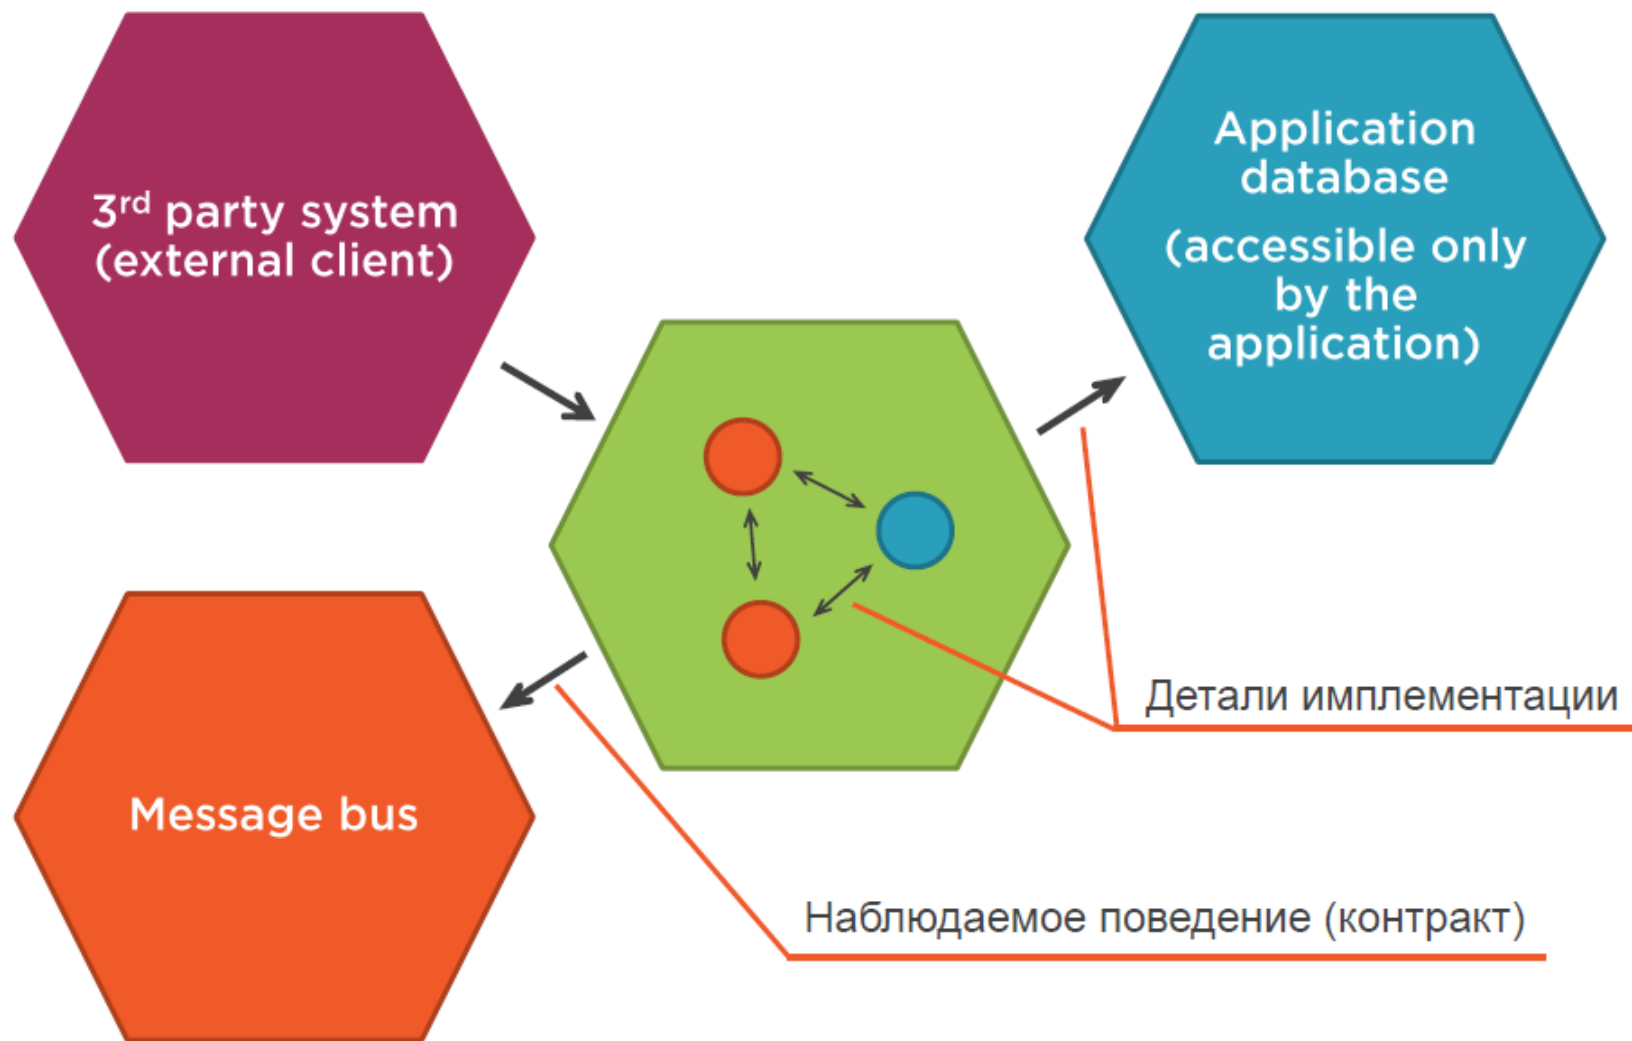 3rd party system
(external client)
Application
database
(accessible only
by the
application)
Message bus
Детали имплементации
Наблюдаемое поведение (контракт)